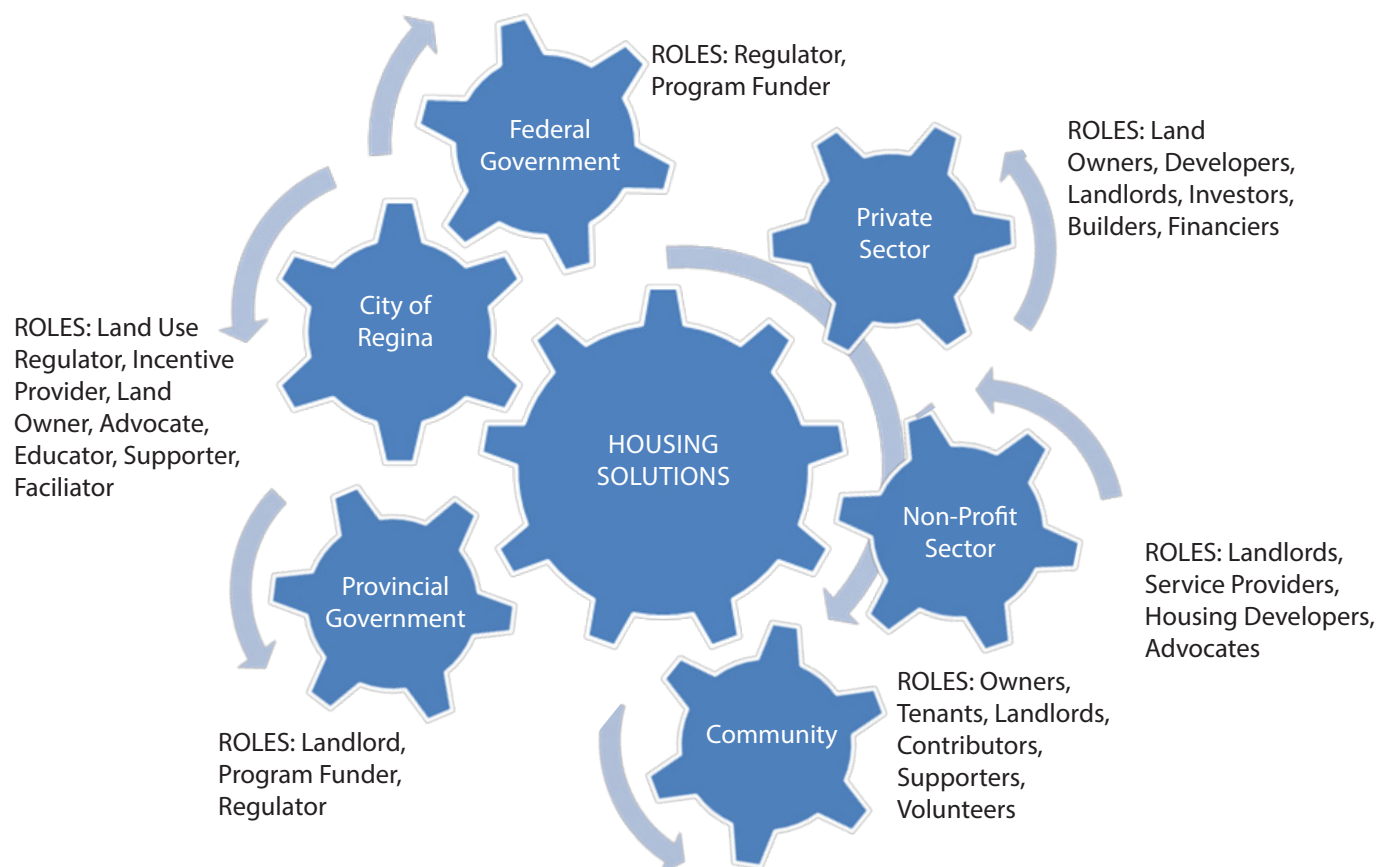 ROLES: Regulator,
Program Funder
Federal
Government
ROLES: Land
Owners, Developers,
Landlords, Investors,
Builders, Financiers
Private
Sector
City of
Regina
ROLES: Land Use
Regulator, Incentive
Provider, Land
Owner, Advocate,
Educator, Supporter,
Faciliator
HOUSING
SOLUTIONS
Non-Profit
Sector
ROLES: Landlords,
Service Providers,
Housing Developers,
Advocates
Provincial
Government
ROLES: Landlord,
Program Funder,
Regulator
Community
ROLES: Owners,
Tenants, Landlords,
Contributors,
Supporters,
Volunteers